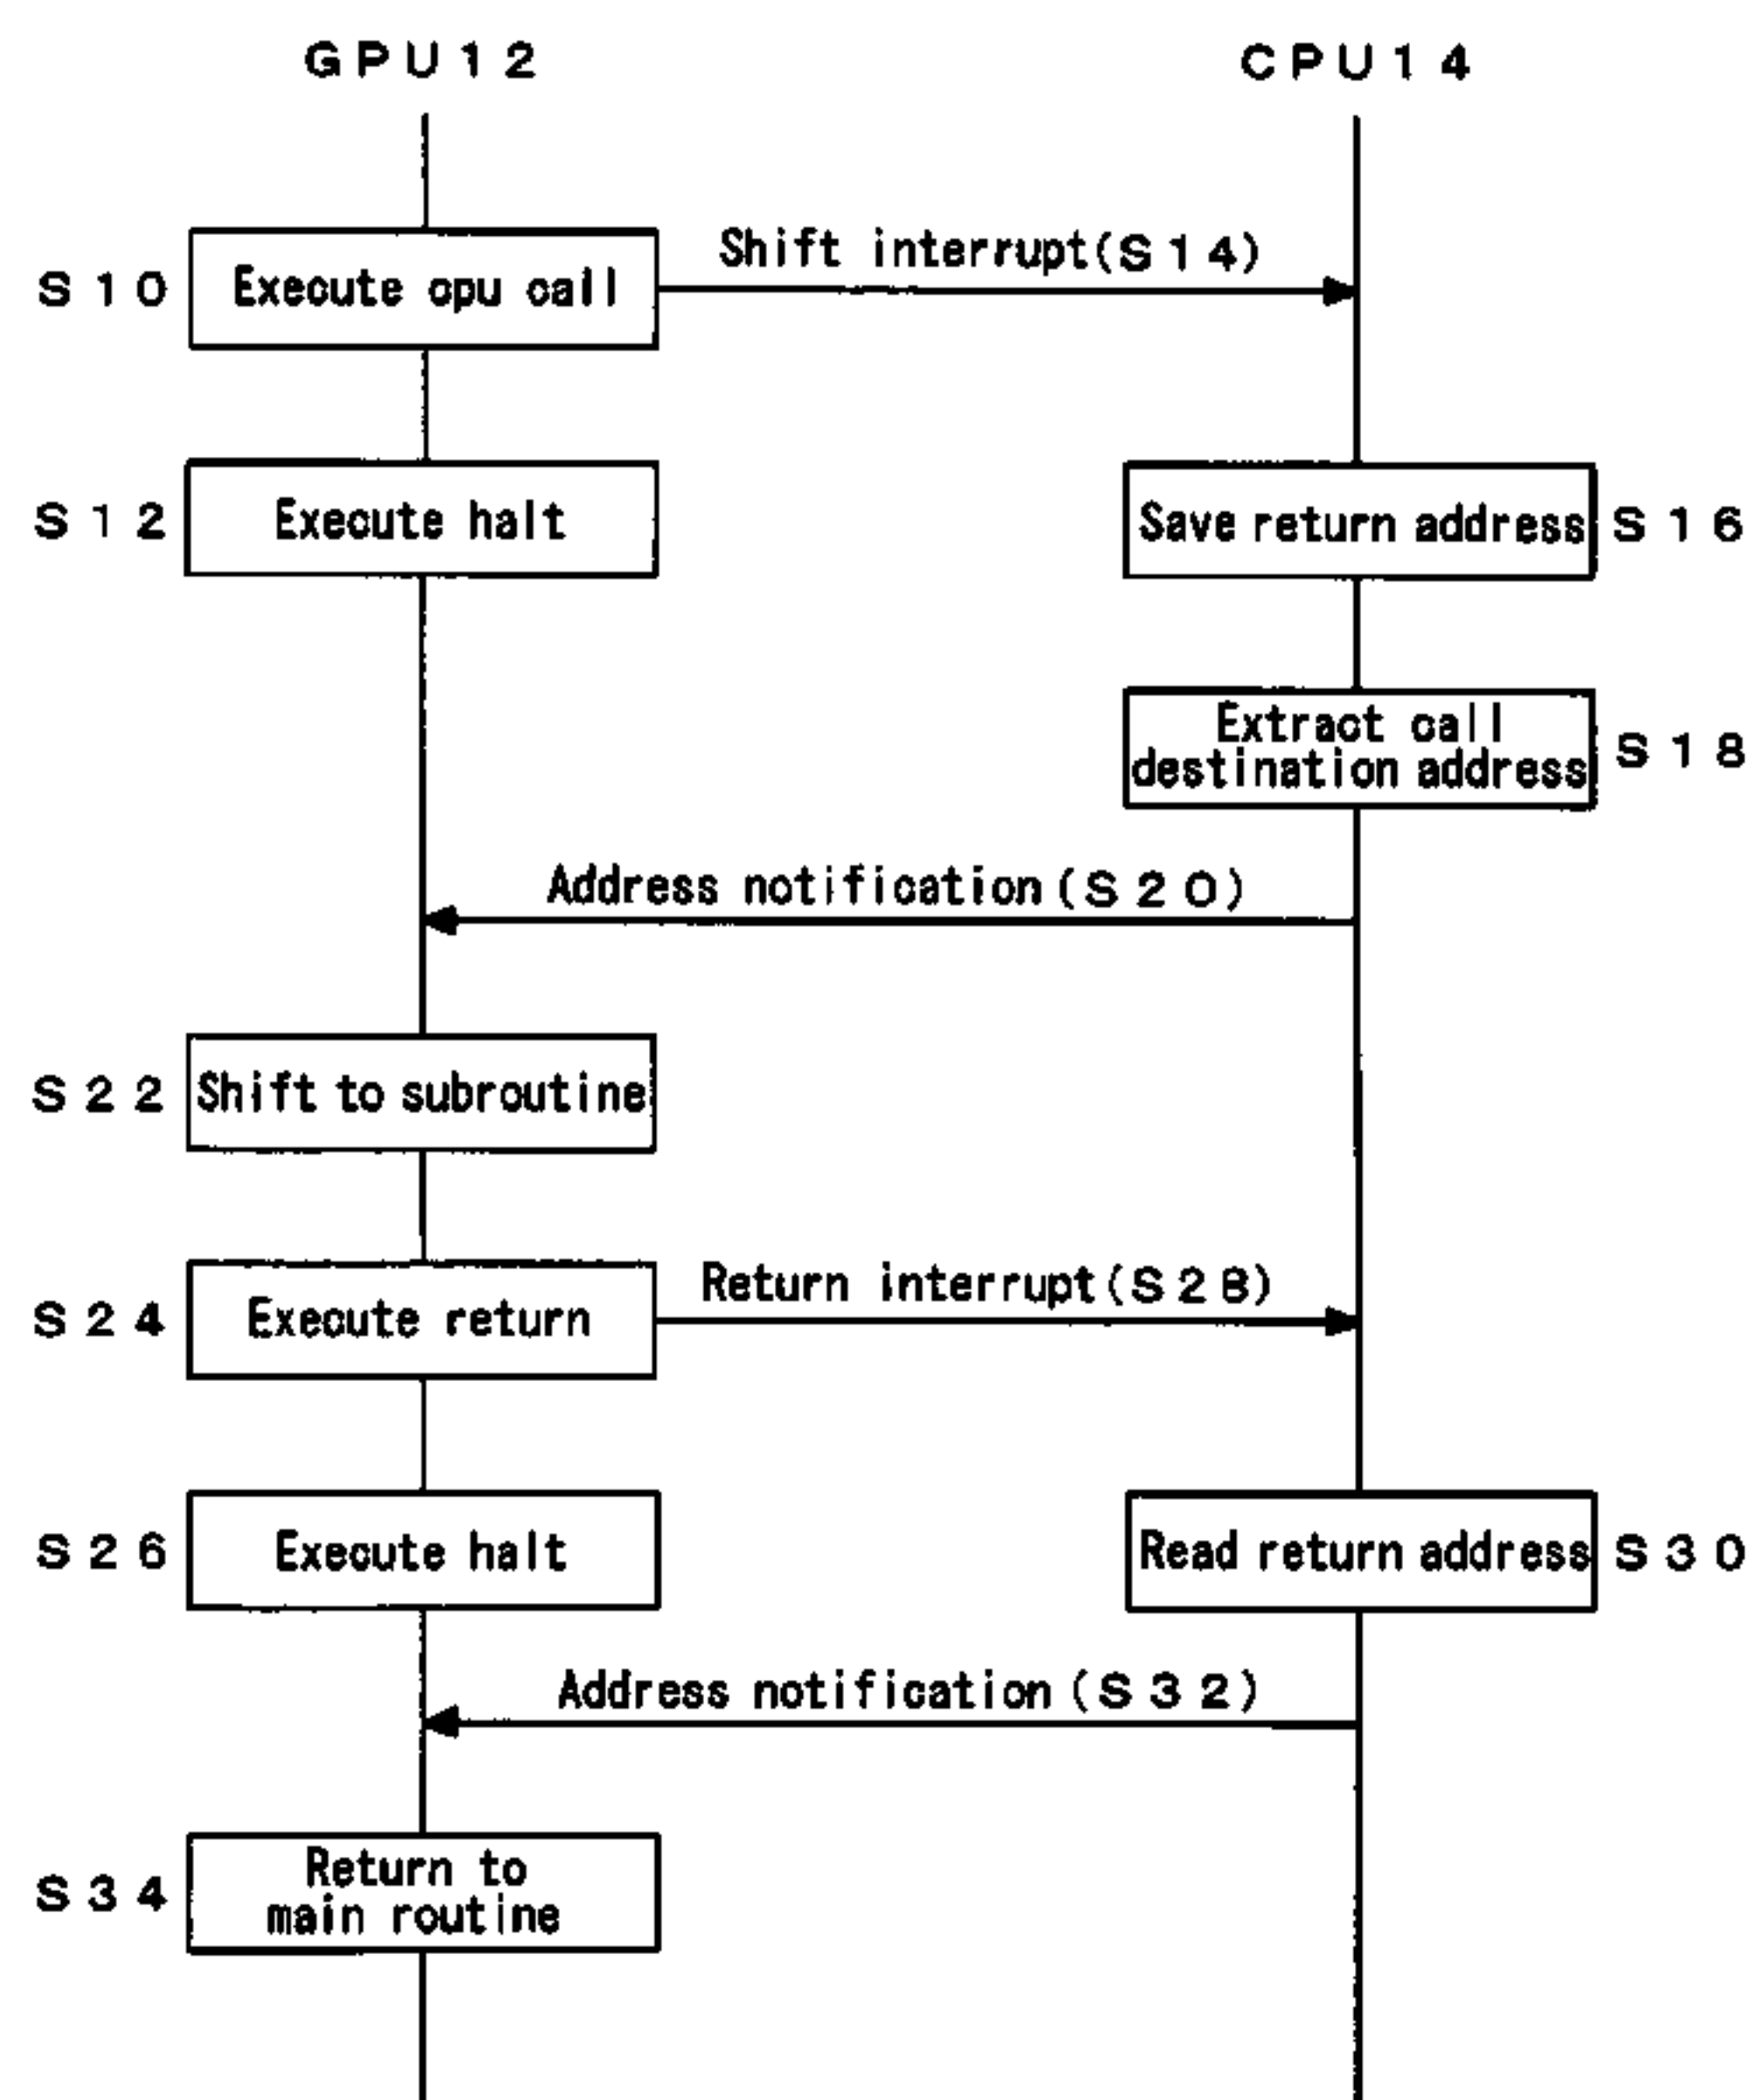 GPU12
CPU14
S10
Execute cpu call
Shift interrupt(S14)
S12
Execute halt
Save return address
S16
Extract call
destination address
S18
Address notification(S20)
S22
Shift to subroutine
S24
Execute return
Return interrupt(S28)
S26
Execute halt
Read return address
S30
Address notification(S32)
S34
Return to
main routine